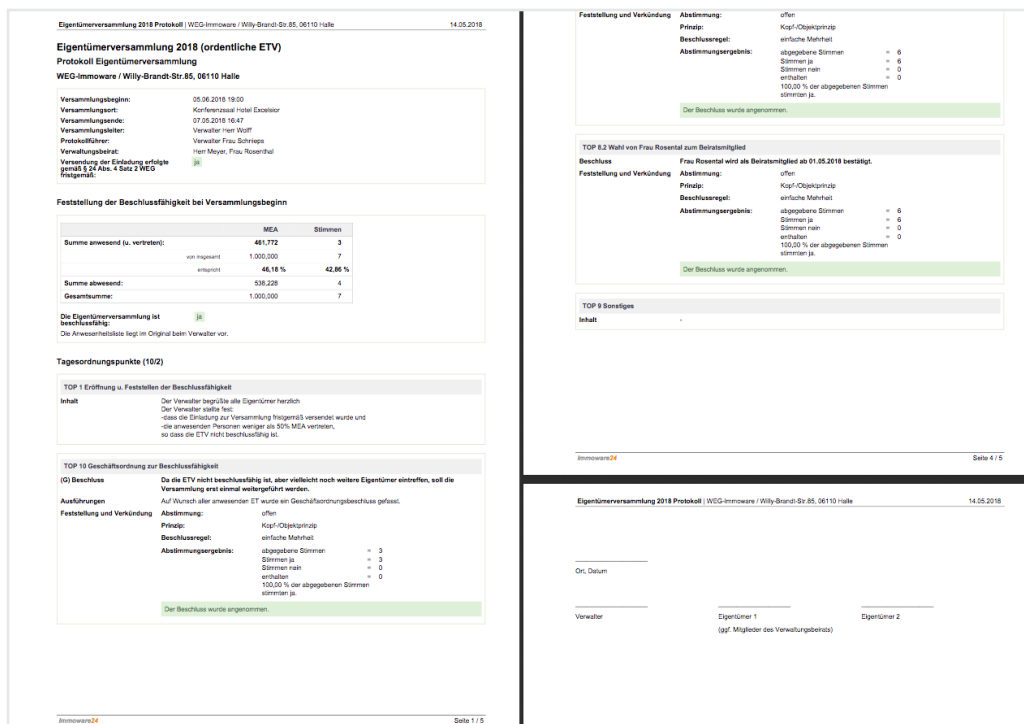 Eigentümerversammlung 2018 Protokoll | WEG-Immoware / Willy-Brandt-Str.85, 06110 Halle 14.05.2018
Eigentümerversammlung 2018 (ordentliche ETV)
Protokoll Eigentümerversammlung
WEG-Immoware / Willy-Brandt-Str.85, 06110 Halle
Versammlungsbeginn: 05.06.2018 19:00
Versammlungsort: Konferenzsaal Hotel Excelsior
Versammlungsende: 07.05.2018 16:47
Versammlungsleiter: Verwalter Herr Wolff
Protokollführer: Verwalter Frau Schnieps
Verwaltungsbeirat: Herr Meyer, Frau Rosenthal
Versendung der Einladung erfolgte ja
gemäß § 24 Abs. 4 Satz 2 WEG
fristgemäß:
Feststellung der Beschlussfähigkeit bei Versammlungsbeginn
MEA Stimmen
Summe anwesend (u. vertreten): 461,772 3
von insgesamt 1.000,000 7
entspricht 46,18 % 42,86 %
Summe abwesend: 538,228 4
Gesamtsumme: 1.000,000 7
Die Eigentümerversammlung ist ja
beschlussfähig:
Die Anwesenheitsliste liegt im Original beim Verwalter vor.
Tagesordnungspunkte (10/2)
TOP 1 Eröffnung u. Feststellen der Beschlussfähigkeit
Inhalt Der Verwalter begrüßte alle Eigentümer herzlich
Der Verwalter stellte fest:
-dass die Einladung zur Versammlung fristgemäß versendet wurde und
-die anwesenden Personen weniger als 50% MEA vertreten,
so dass die ETV nicht beschlussfähig ist.
TOP 10 Geschäftsordnung zur Beschlussfähigkeit
(G) Beschluss Da die ETV nicht beschlussfähig ist, aber vielleicht noch weitere Eigentümer eintreffen, soll die
Versammlung erst einmal weitergeführt werden.
Ausführungen Auf Wunsch aller anwesenden ET wurde ein Geschäftsordnungsbeschluss gefasst.
Feststellung und Verkündung Abstimmung: offen
Prinzip: Kopf-/Objektprinzip
Beschlussregel: einfache Mehrheit
Abstimmungsergebnis: abgegebene Stimmen = 3
Stimmen ja = 3
Stimmen nein = 0
enthalten = 0
100,00 % der abgegebenen Stimmen
stimmten ja.
Der Beschluss wurde angenommen.
Immoware24 Seite 1 / 5
Feststellung und Verkündung Abstimmung: offen
Prinzip: Kopf-/Objektprinzip
Beschlussregel: einfache Mehrheit
Abstimmungsergebnis: abgegebene Stimmen = 6
Stimmen ja = 6
Stimmen nein = 0
enthalten = 0
100,00 % der abgegebenen Stimmen
stimmten ja.
Der Beschluss wurde angenommen.
TOP 8.2 Wahl von Frau Rosental zum Beiratsmitglied
Beschluss Frau Rosental wird als Beiratsmitglied ab 01.05.2018 bestätigt.
Feststellung und Verkündung Abstimmung: offen
Prinzip: Kopf-/Objektprinzip
Beschlussregel: einfache Mehrheit
Abstimmungsergebnis: abgegebene Stimmen = 6
Stimmen ja = 6
Stimmen nein = 0
enthalten = 0
100,00 % der abgegebenen Stimmen
stimmten ja.
Der Beschluss wurde angenommen.
TOP 9 Sonstiges
Inhalt -
Immoware24 Seite 4 / 5
Eigentümerversammlung 2018 Protokoll | WEG-Immoware / Willy-Brandt-Str.85, 06110 Halle 14.05.2018
Ort, Datum
Verwalter Eigentümer 1 Eigentümer 2
(ggf. Mitglieder des Verwaltungsbeirats)